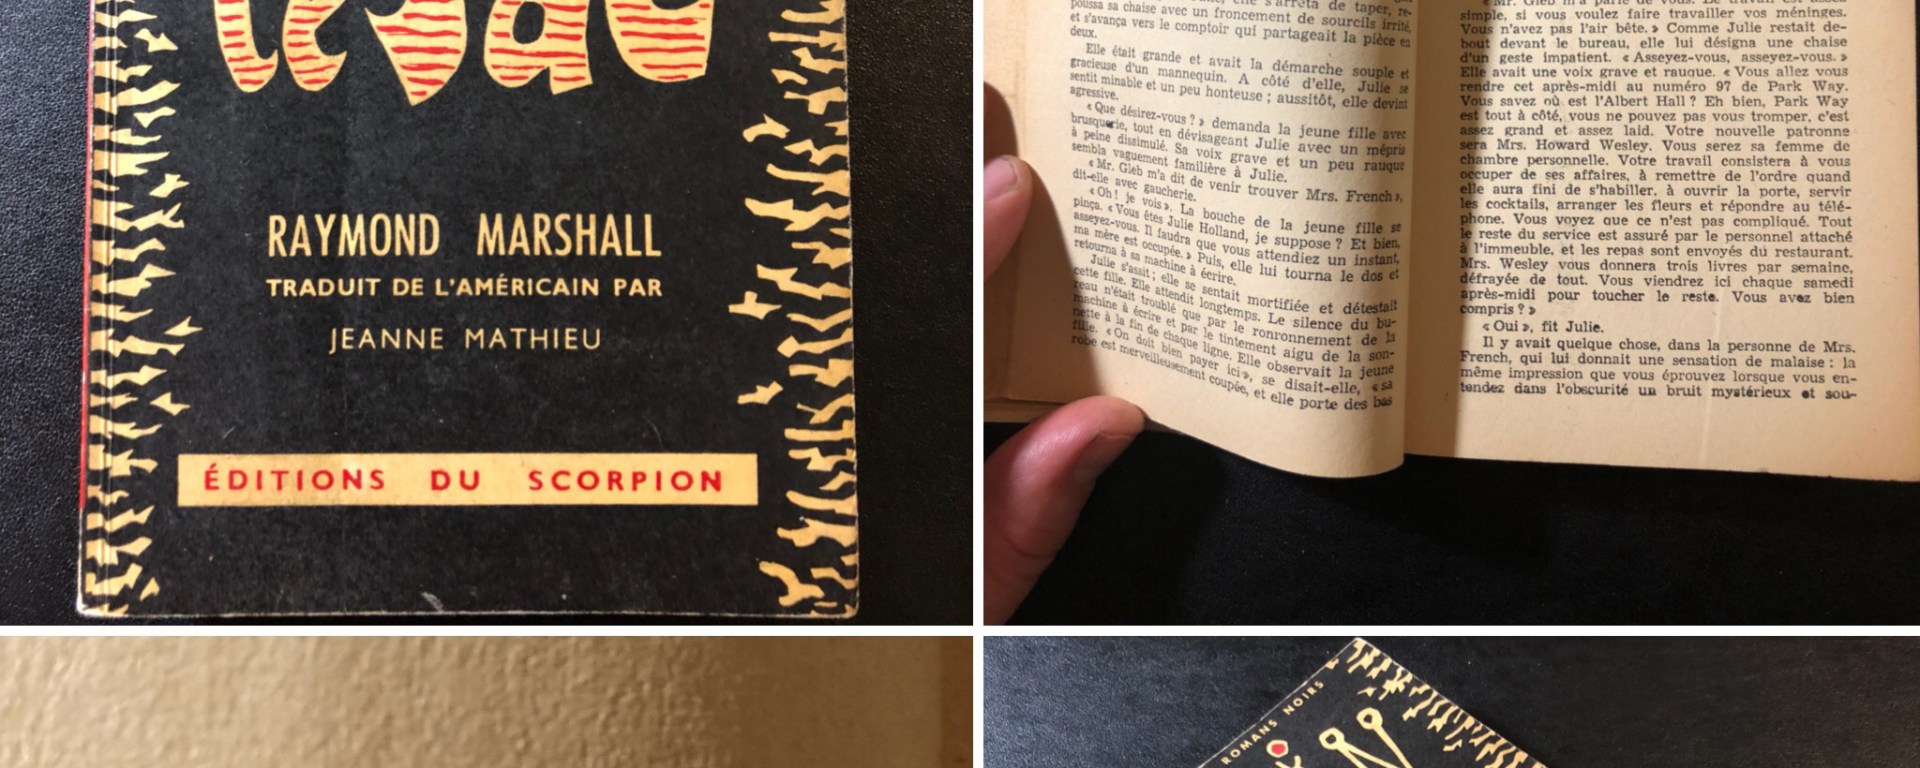 le sac
RAYMOND MARSHALL
TRADUIT DE L'AMÉRICAIN PAR
JEANNE MATHIEU
ÉDITIONS DU SCORPION
elle s'arrêta de taper, re-
poussa sa chaise avec un froncement de sourcils irrité,
et s'avança vers le comptoir qui partageait la pièce en
deux.
Elle était grande et avait la démarche souple et
gracieuse d'un mannequin. A côté d'elle, Julie se
sentit minable et un peu honteuse ; aussitôt, elle devint
agressive.
« Que désirez-vous ? » demanda la jeune fille avec
brusquerie, tout en dévisageant Julie avec un mépris
à peine dissimulé. Sa voix grave et un peu rauque
sembla vaguement familière à Julie.
« Mr. Gleb m'a dit de venir trouver Mrs. French »,
dit-elle avec gaucherie.
« Oh ! je vois ». La bouche de la jeune fille se
pinça. « Vous êtes Julie Holland, je suppose ? Et bien,
asseyez-vous. Il faudra que vous attendiez un instant,
ma mère est occupée. » Puis, elle lui tourna le dos et
retourna à sa machine à écrire.
Julie s'assit ; elle se sentait mortifiée et détestait
cette fille. Elle attendit longtemps. Le silence du bu-
reau n'était troublé que par le ronronnement de la
machine à écrire et par le tintement aigu de la son-
nette à la fin de chaque ligne. Elle observait la jeune
fille. « On doit bien payer ici », se disait-elle, « sa
robe est merveilleusement coupée, et elle porte des bas
« Mr. Gleb m'a parlé de vous. Le travail est assez
simple, si vous voulez faire travailler vos méninges.
Vous n'avez pas l'air bête. » Comme Julie restait de-
bout devant le bureau, elle lui désigna une chaise
d'un geste impatient. « Asseyez-vous, asseyez-vous. »
Elle avait une voix grave et rauque. « Vous allez vous
rendre cet après-midi au numéro 97 de Park Way.
Vous savez où est l'Albert Hall ? Eh bien, Park Way
est tout à côté, vous ne pouvez pas vous tromper, c'est
assez grand et assez laid. Votre nouvelle patronne
sera Mrs. Howard Wesley. Vous serez sa femme de
chambre personnelle. Votre travail consistera à vous
occuper de ses affaires, à remettre de l'ordre quand
elle aura fini de s'habiller, à ouvrir la porte, servir
les cocktails, arranger les fleurs et répondre au télé-
phone. Vous voyez que ce n'est pas compliqué. Tout
le reste du service est assuré par le personnel attaché
à l'immeuble, et les repas sont envoyés du restaurant.
Mrs. Wesley vous donnera trois livres par semaine,
défrayée de tout. Vous viendrez ici chaque samedi
après-midi pour toucher le reste. Vous avez bien
compris ? »
« Oui », fit Julie.
Il y avait quelque chose, dans la personne de Mrs.
French, qui lui donnait une sensation de malaise : la
même impression que vous éprouvez lorsque vous en-
tendez dans l'obscurité un bruit mystérieux et sou-
ROMANS NOIRS